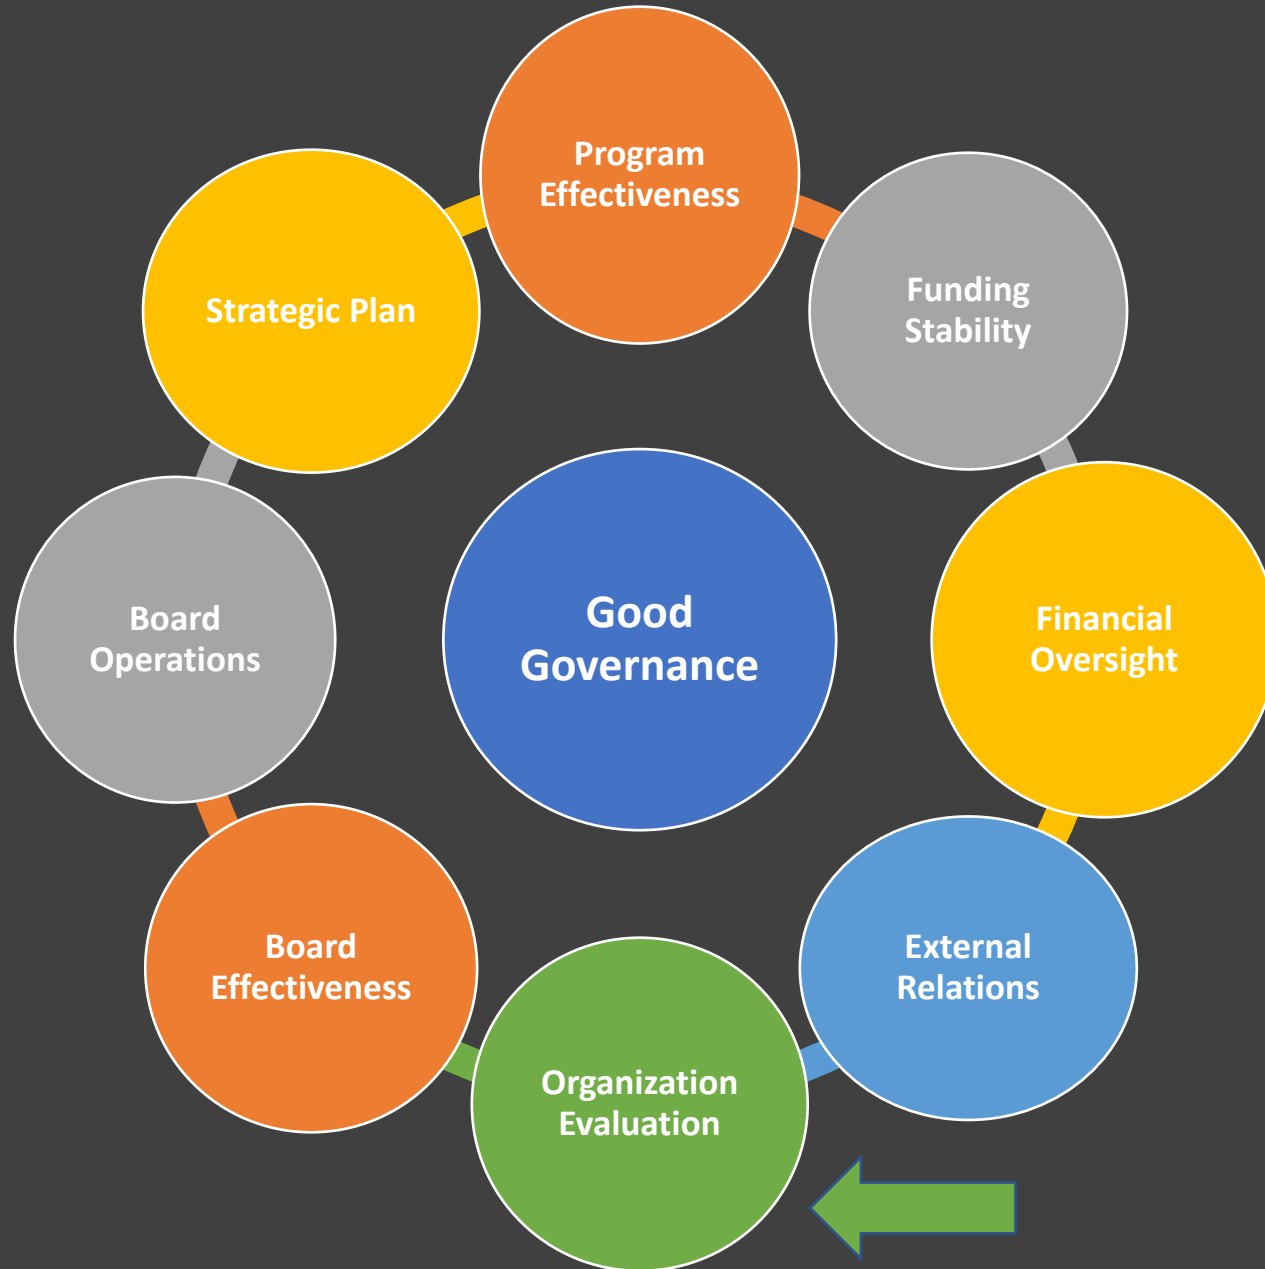 Program
Effectiveness
Funding
Stability
Strategic Plan
Good
Governance
Board
Operations
Financial
Oversight
Board
Effectiveness
External
Relations
Organization
Evaluation